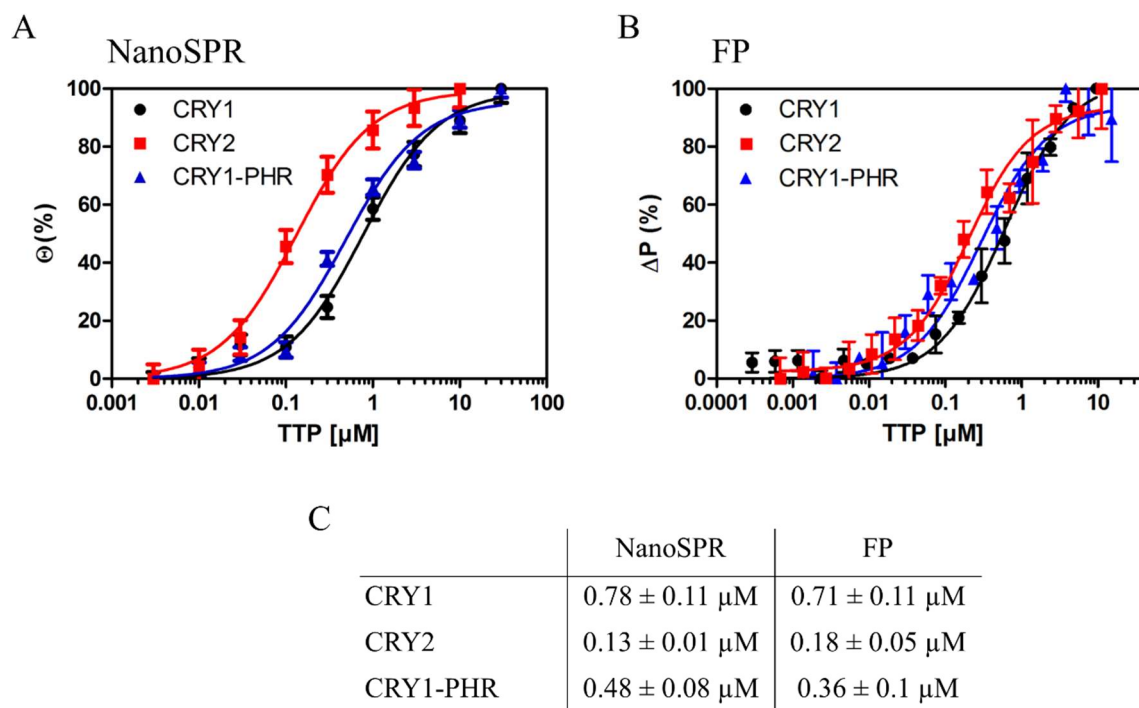 A
NanoSPR
100
80
60
40
20
0
Θ (%)
CRY1
CRY2
CRY1-PHR
0.001 0.01 0.1 1 10 100
TTP [µM]
B
FP
100
80
60
40
20
0
ΔP (%)
CRY1
CRY2
CRY1-PHR
0.0001 0.001 0.01 0.1 1 10
TTP [µM]
C
NanoSPR FP
CRY1 0.78 ± 0.11 µM 0.71 ± 0.11 µM
CRY2 0.13 ± 0.01 µM 0.18 ± 0.05 µM
CRY1-PHR 0.48 ± 0.08 µM 0.36 ± 0.1 µM